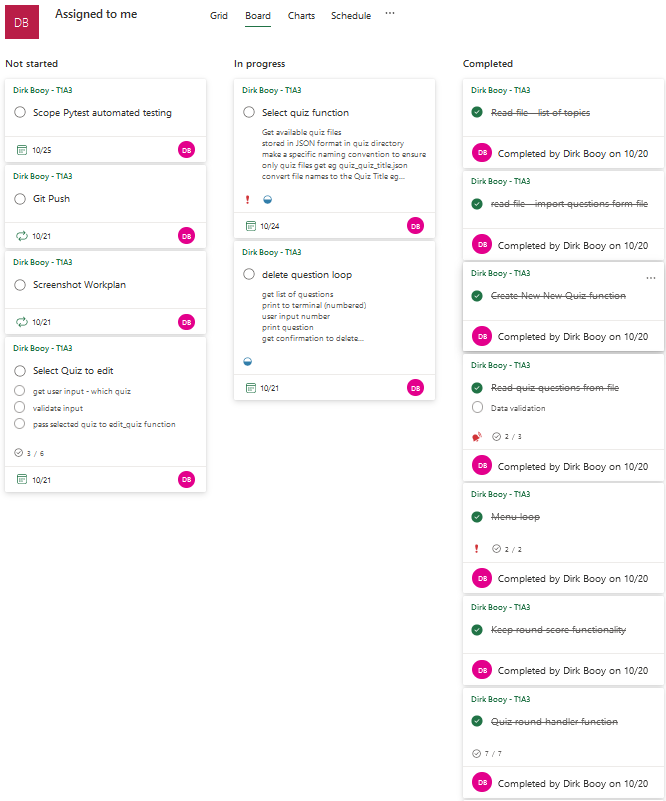 DB
Assigned to me
Grid
Board
Charts
Schedule
Not started
Dirk Booy - T1A3
Scope Pytest automated testing
10/25
DB
Dirk Booy - T1A3
Git Push
10/21
DB
Dirk Booy - T1A3
Screenshot Workplan
10/21
DB
Dirk Booy - T1A3
Select Quiz to edit
get user input - which quiz
validate input
pass selected quiz to edit_quiz function
3 / 6
10/21
DB
In progress
Dirk Booy - T1A3
Select quiz function
Get available quiz files
stored in JSON format in quiz directory
make a specific naming convention to ensure
only quiz files get eg quiz_quiz_title.json
convert file names to the Quiz Title eg...
10/24
DB
Dirk Booy - T1A3
delete question loop
get list of questions
print to terminal (numbered)
user input number
print question
get confirmation to delete...
10/21
DB
Completed
Dirk Booy - T1A3
Read file - list of topics
DB
Completed by Dirk Booy on 10/20
Dirk Booy - T1A3
read file - import questions form file
DB
Completed by Dirk Booy on 10/20
Dirk Booy - T1A3
Create New New Quiz function
DB
Completed by Dirk Booy on 10/20
Dirk Booy - T1A3
Read quiz questions from file
Data validation
2 / 3
DB
Completed by Dirk Booy on 10/20
Dirk Booy - T1A3
Menu loop
2 / 2
DB
Completed by Dirk Booy on 10/20
Dirk Booy - T1A3
Keep round score functionality
DB
Completed by Dirk Booy on 10/20
Dirk Booy - T1A3
Quiz round handler function
7 / 7
DB
Completed by Dirk Booy on 10/20